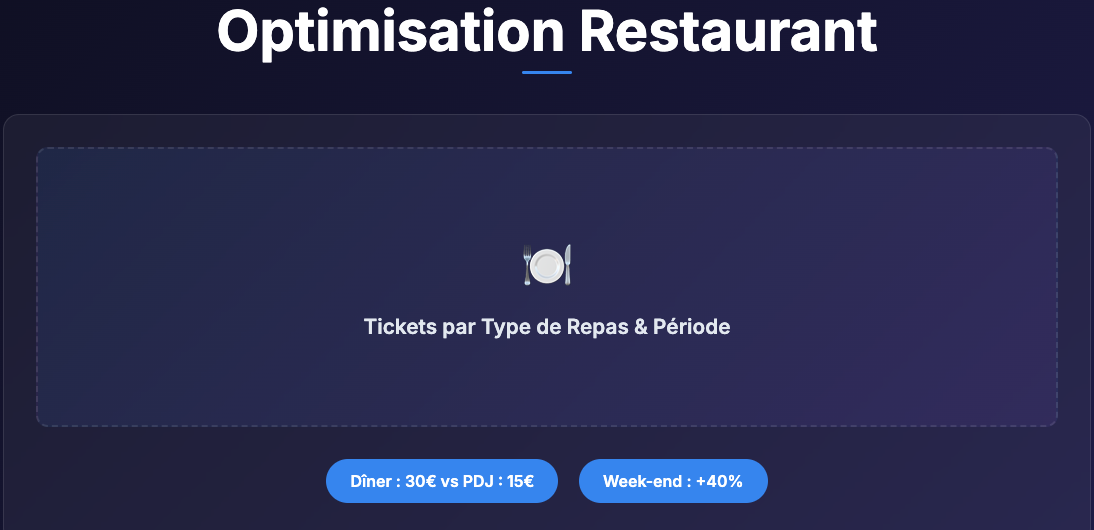 Optimisation Restaurant
Tickets par Type de Repas & Période
Dîner : 30€ vs PDJ : 15€
Week-end : +40%